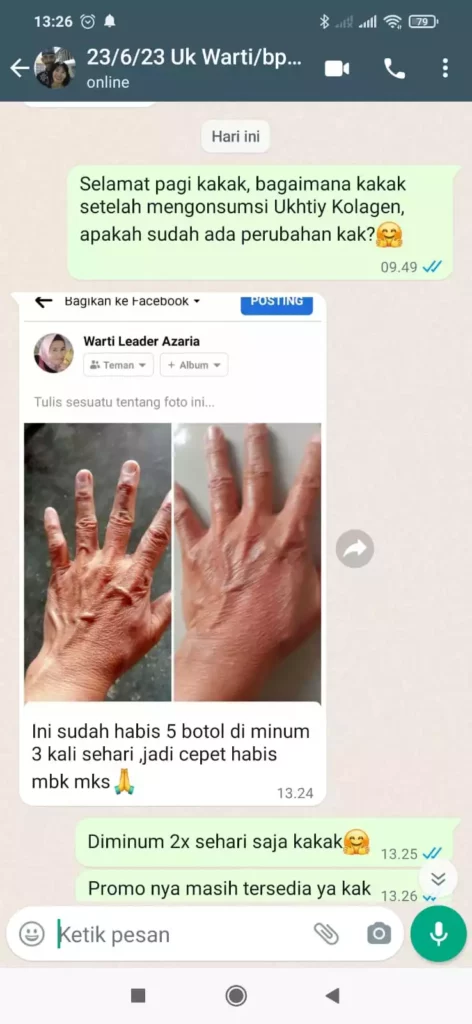 13:26
79
23/6/23 Uk Warti/bp...
online
Hari ini
Selamat pagi kakak, bagaimana kakak
setelah mengonsumsi Ukhtiy Kolagen,
apakah sudah ada perubahan kak?🤗
09.49
Bagikan ke Facebook
POSTING
Warti Leader Azaria
Teman
+ Album
Tulis sesuatu tentang foto ini...
Ini sudah habis 5 botol di minum
3 kali sehari ,jadi cepet habis
mbk mks🙏
13.24
Diminum 2x sehari saja kakak🤗
13.25
Promo nya masih tersedia ya kak
13.26
Ketik pesan